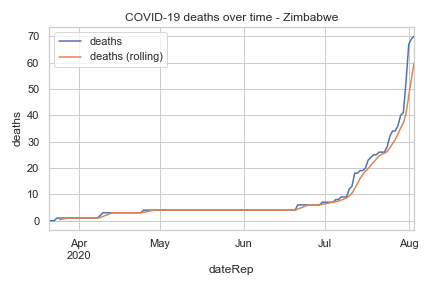 COVID-19 deaths over time - Zimbabwe
deaths
deaths (rolling)
deaths
70
60
50
40
30
20
10
0
Apr
2020
May
Jun
Jul
Aug
dateRep